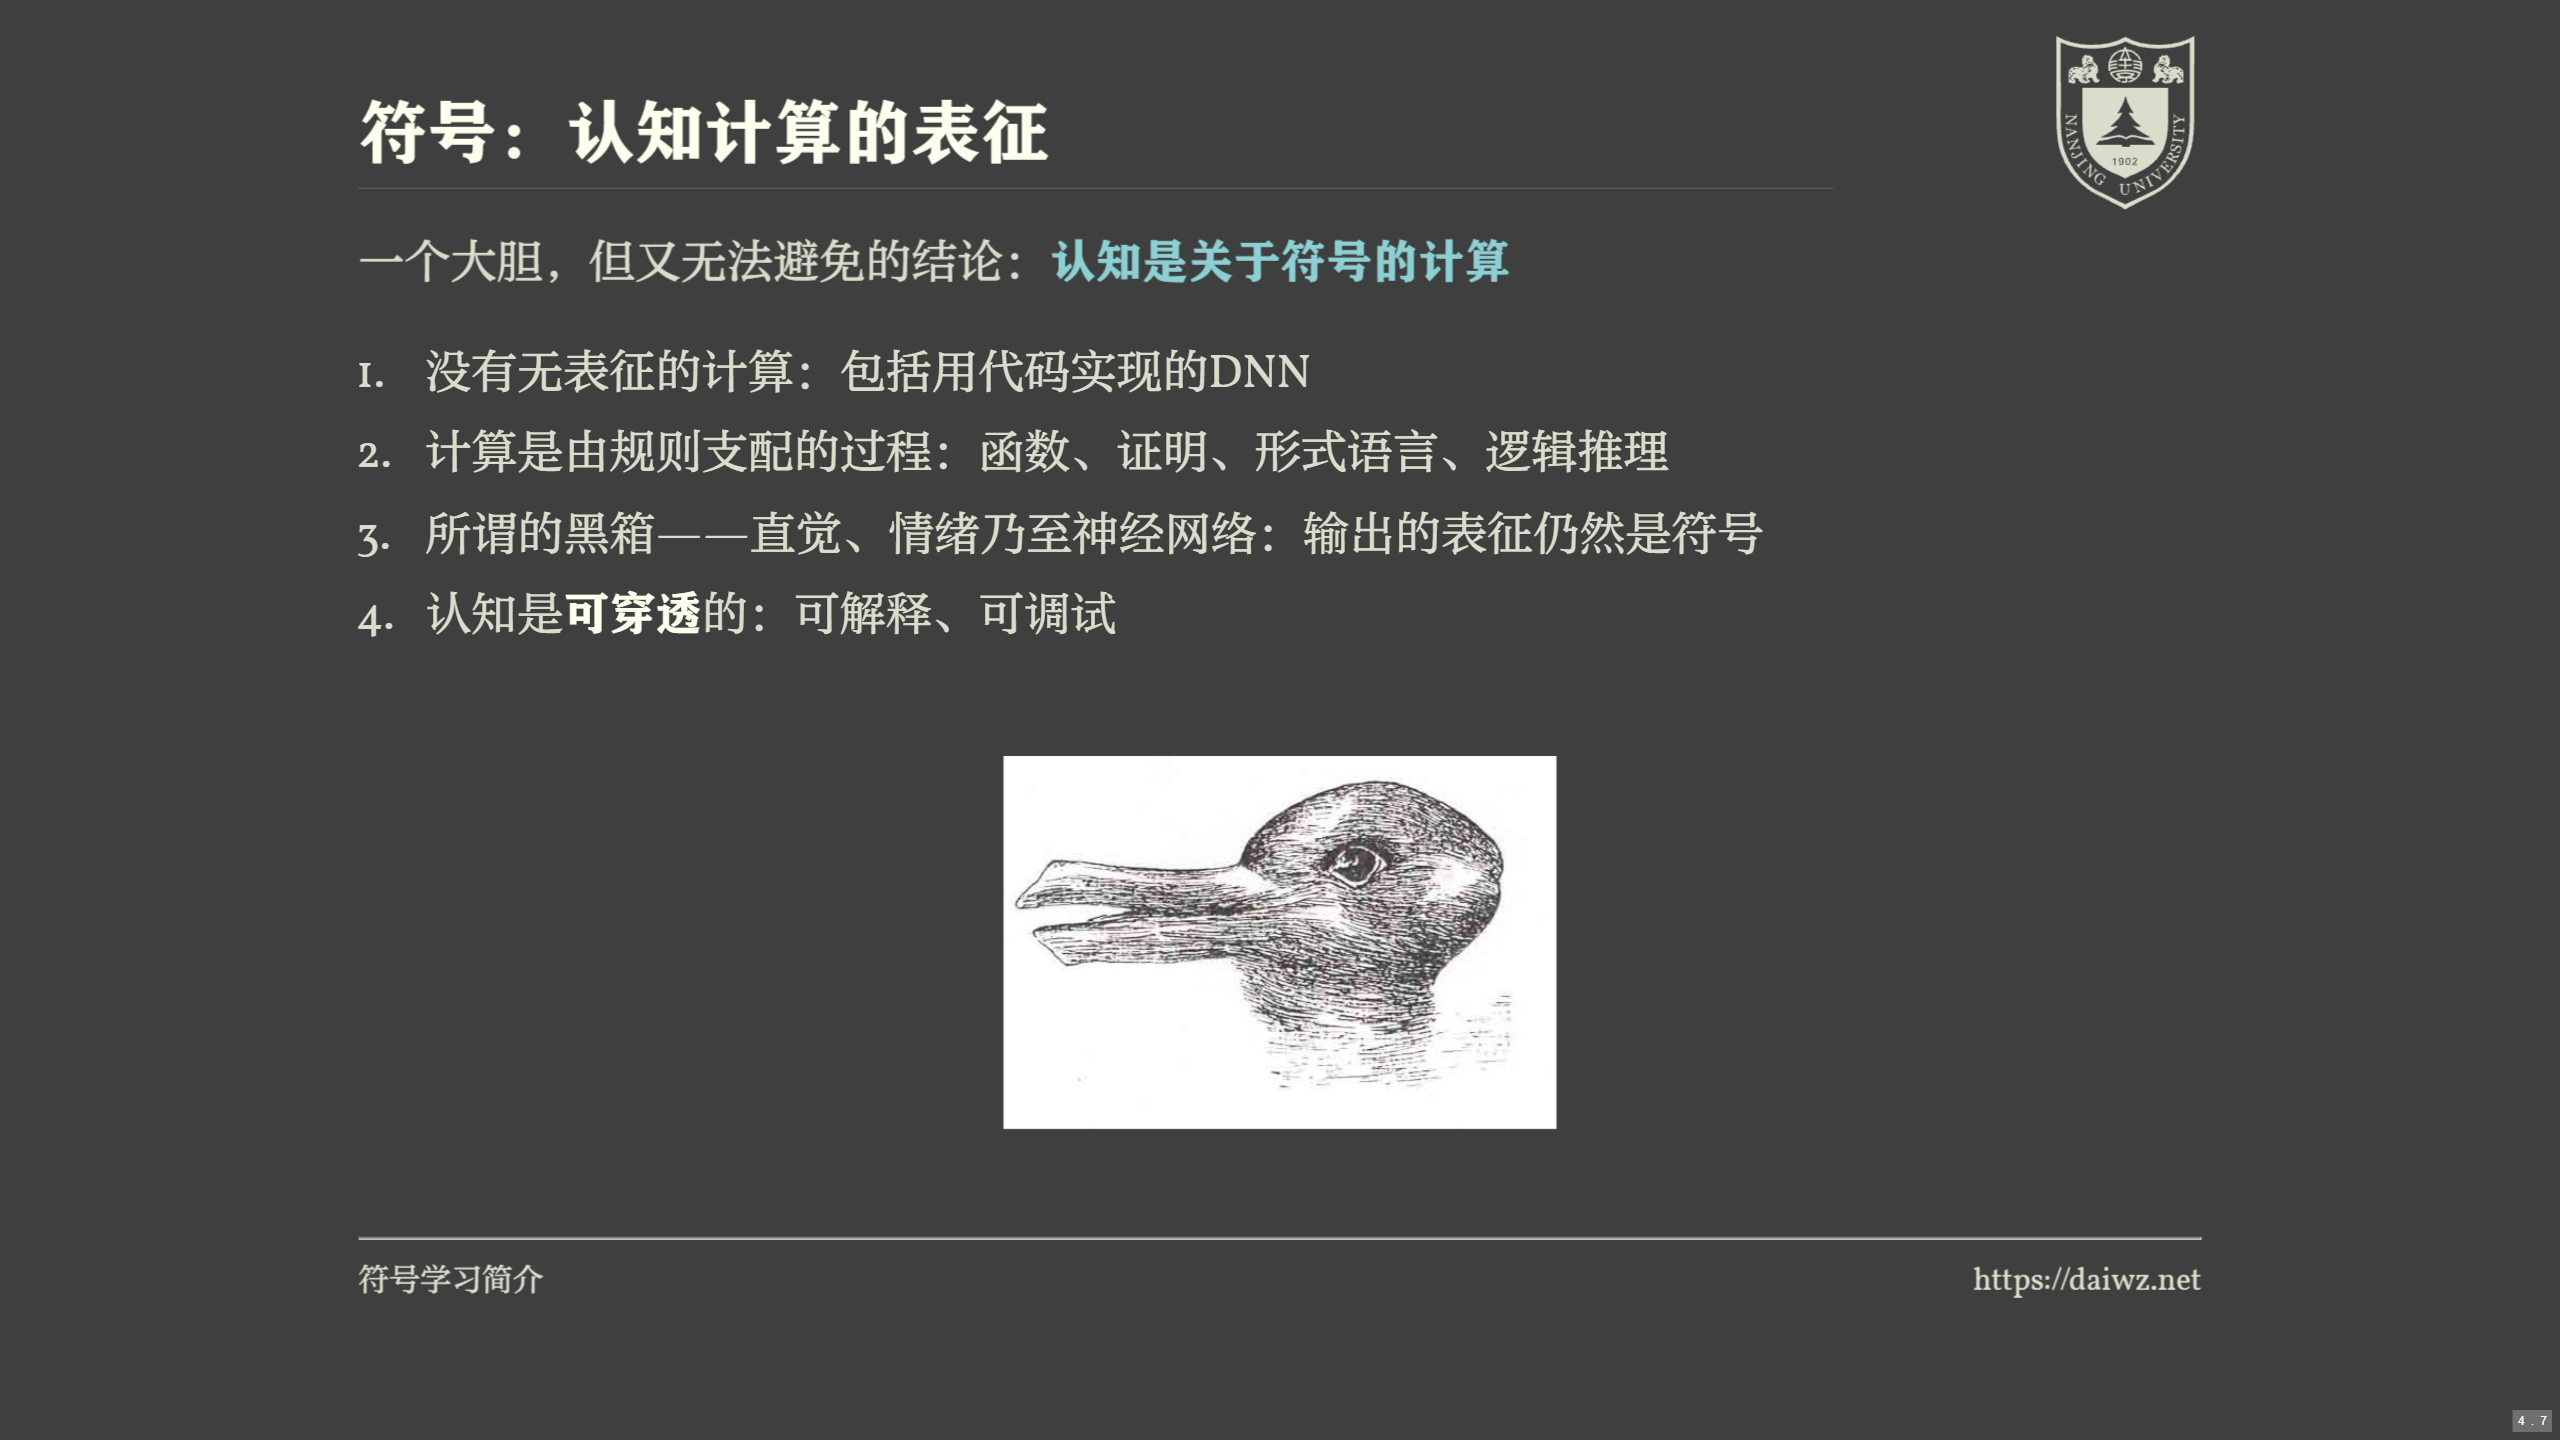 符号：认知计算的表征
NANJING UNIVERSITY
1902
一个大胆，但又无法避免的结论：认知是关于符号的计算
1. 没有无表征的计算：包括用代码实现的DNN
2. 计算是由规则支配的过程：函数、证明、形式语言、逻辑推理
3. 所谓的黑箱——直觉、情绪乃至神经网络：输出的表征仍然是符号
4. 认知是可穿透的：可解释、可调试
符号学习简介
https://daiwz.net
4 . 7